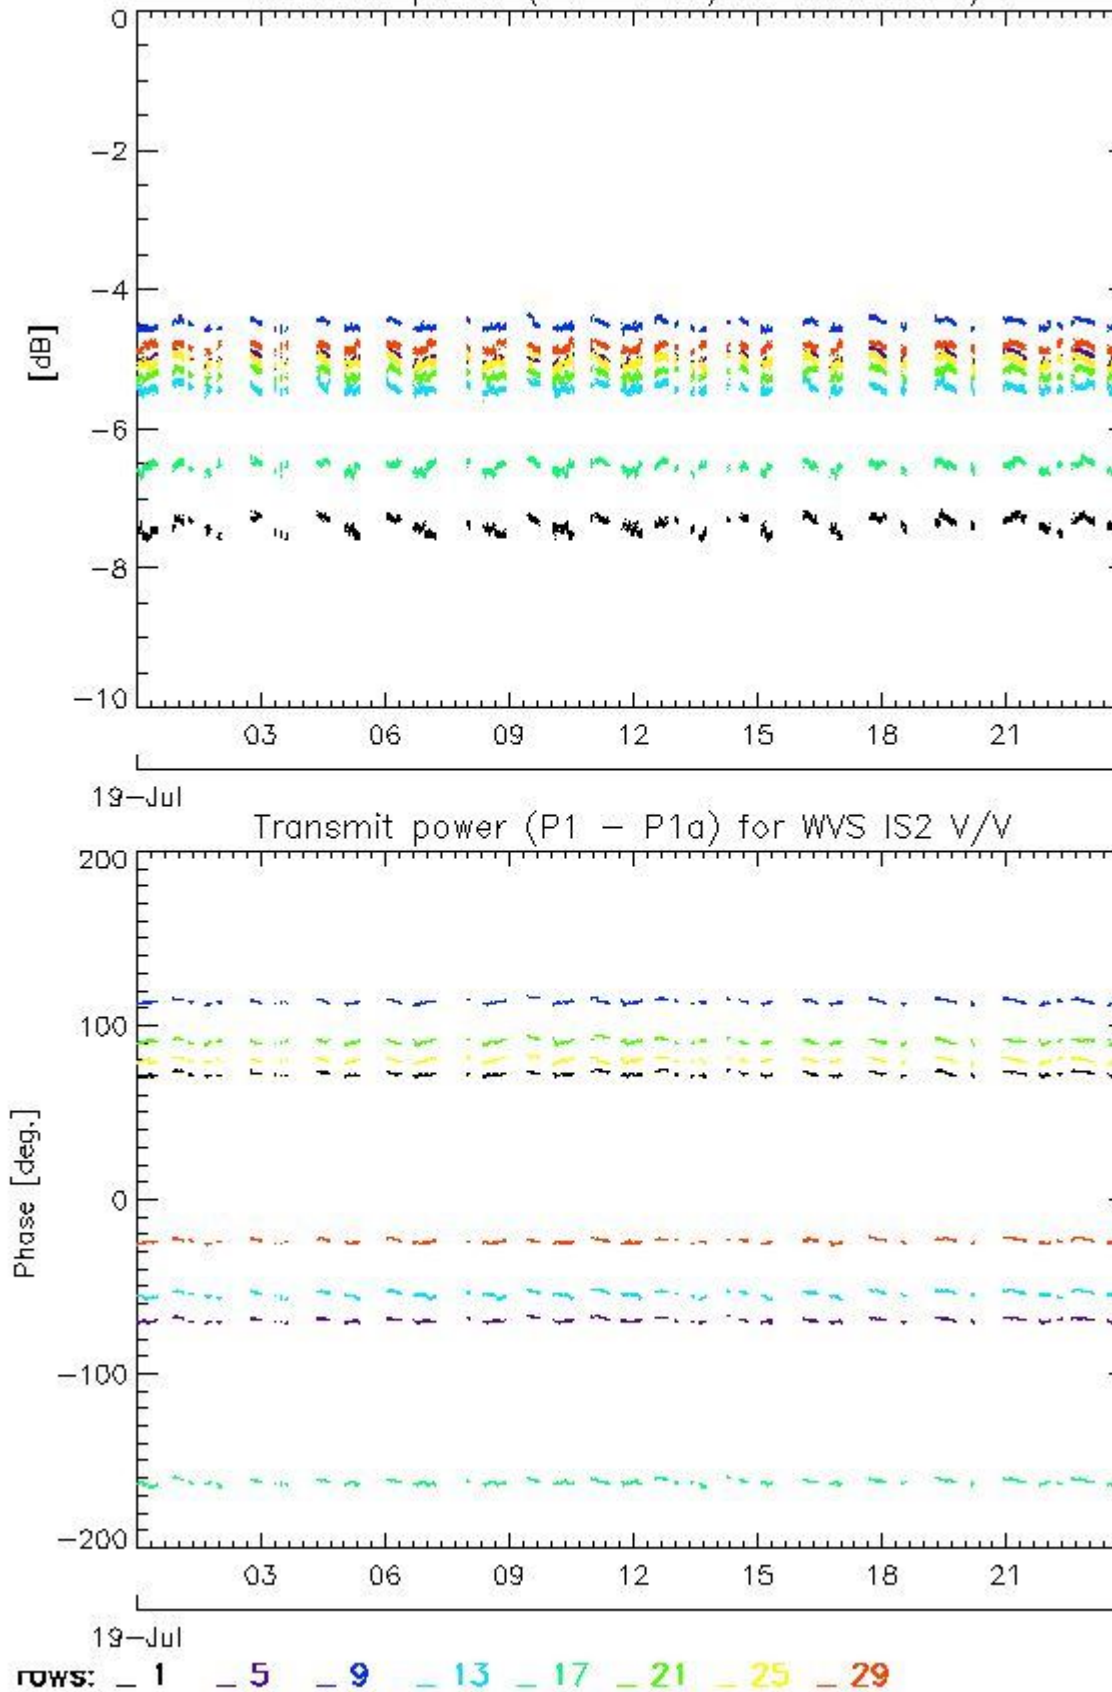 0
-2
-4
[dB]
-6
-8
-10
03 06 09 12 15 18 21
19-Jul
Transmit power (P1 - P1a) for WVS IS2 V/V
200
100
Phase [deg.]
0
-100
-200
03 06 09 12 15 18 21
19-Jul
rows: _ 1 _ 5 _ 9 _ 13 _ 17 _ 21 _ 25 _ 29